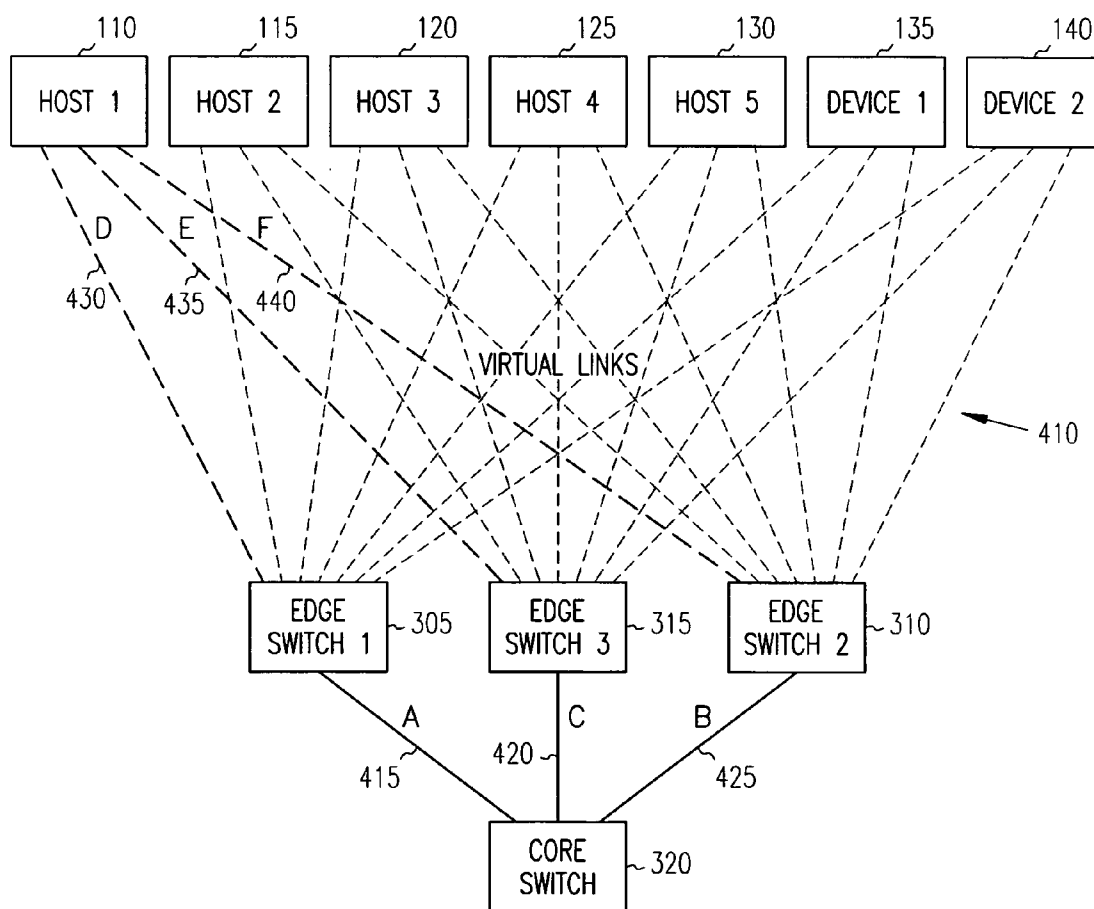 110 115 120 125 130 135 140
HOST 1 HOST 2 HOST 3 HOST 4 HOST 5 DEVICE 1 DEVICE 2
D E F
430 435 440
VIRTUAL LINKS
410
EDGE
SWITCH 1
305
EDGE
SWITCH 3
315
EDGE
SWITCH 2
310
A C B
415 420 425
CORE
SWITCH
320